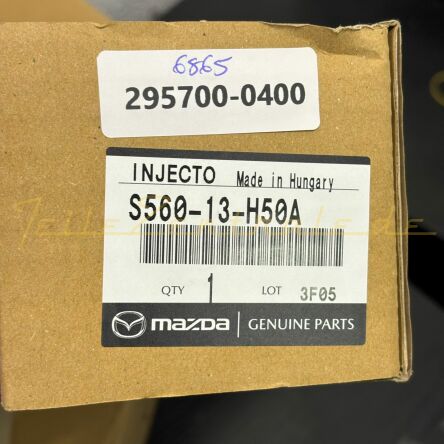 6865
295700-0400
INJECTO Made in Hungary
S560-13-H50A
QTY 1 LOT 3F05
mazda GENUINE PARTS